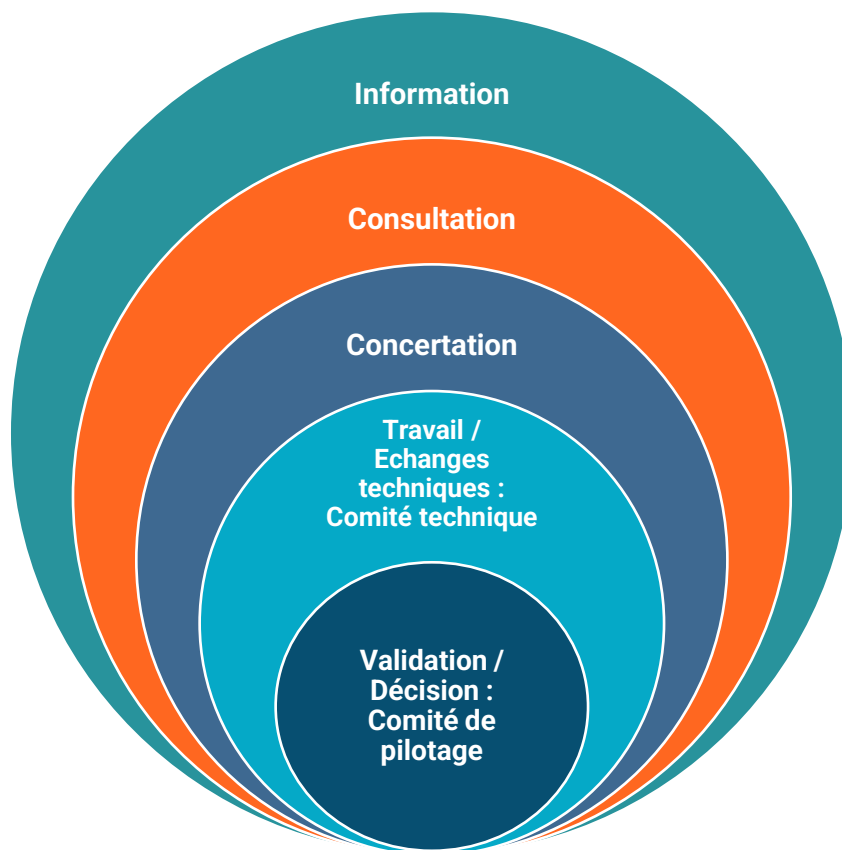 Information
Consultation
Concertation
Travail /
Echanges
techniques :
Comité technique
Validation /
Décision :
Comité de
pilotage